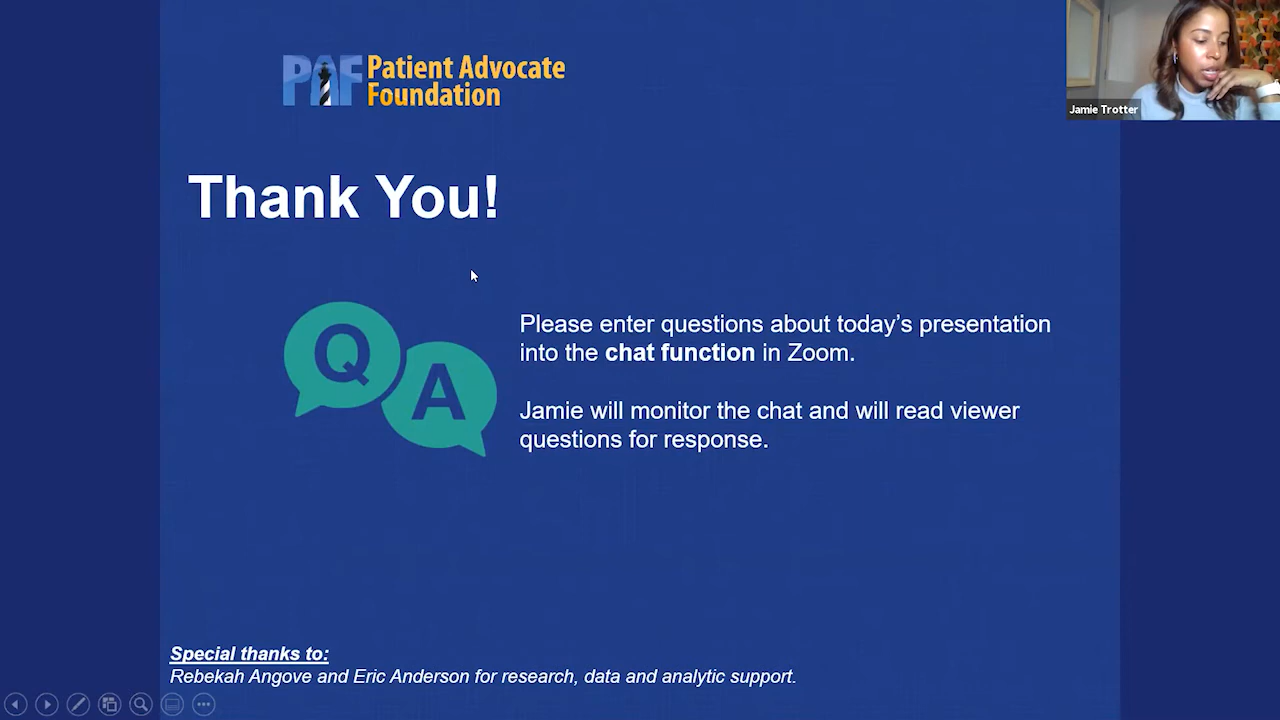 PAF Patient Advocate
Foundation
Jamie Trotter
Thank You!
Q
A
Please enter questions about today's presentation
into the chat function in Zoom.
Jamie will monitor the chat and will read viewer
questions for response.
Special thanks to:
Rebekah Angove and Eric Anderson for research, data and analytic support.